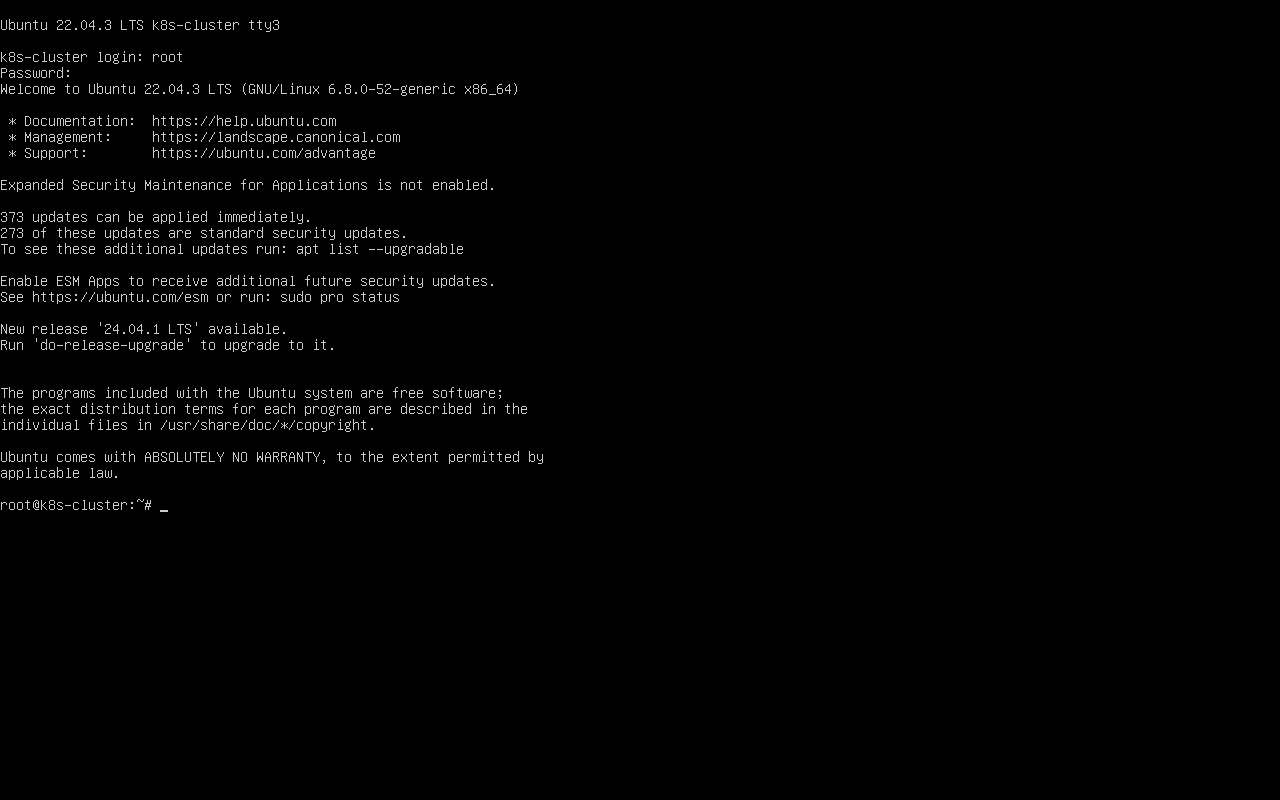 Ubuntu 22.04.3 LTS k8s-cluster tty3
k8s-cluster login: root
Password:
Welcome to Ubuntu 22.04.3 LTS (GNU/Linux 6.8.0-52-generic x86_64)
* Documentation:  https://help.ubuntu.com
* Management:     https://landscape.canonical.com
* Support:        https://ubuntu.com/advantage
Expanded Security Maintenance for Applications is not enabled.
373 updates can be applied immediately.
273 of these updates are standard security updates.
To see these additional updates run: apt list --upgradable
Enable ESM Apps to receive additional future security updates.
See https://ubuntu.com/esm or run: sudo pro status
New release '24.04.1 LTS' available.
Run 'do-release-upgrade' to upgrade to it.
The programs included with the Ubuntu system are free software;
the exact distribution terms for each program are described in the
individual files in /usr/share/doc/*/copyright.
Ubuntu comes with ABSOLUTELY NO WARRANTY, to the extent permitted by
applicable law.
root@k8s-cluster:~# _